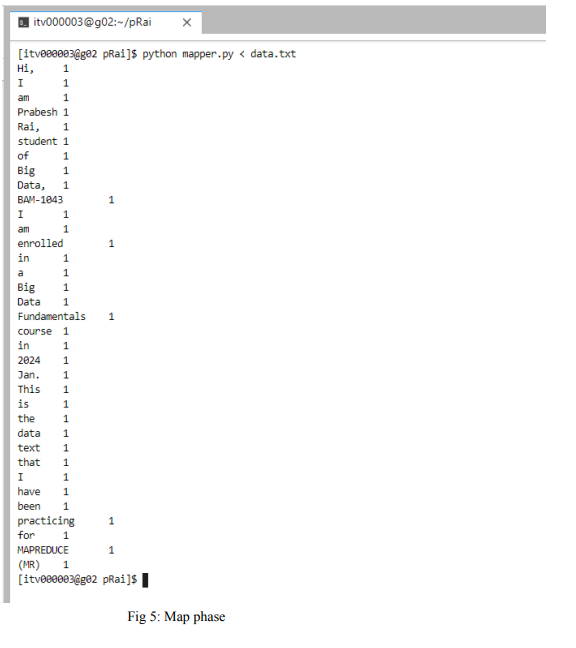 itv000003@g02:~/pRai
[itv000003@g02 pRai]$ python mapper.py < data.txt
Hi, 1
I 1
am 1
Prabesh 1
Rai, 1
student 1
of 1
Big 1
Data, 1
BAM-1043 1
I 1
am 1
enrolled 1
in 1
a 1
Big 1
Data 1
Fundamentals 1
course 1
in 1
2024 1
Jan. 1
This 1
is 1
the 1
data 1
text 1
that 1
I 1
have 1
been 1
practicing 1
for 1
MAPREDUCE 1
(MR) 1
[itv000003@g02 pRai]$
Fig 5: Map phase